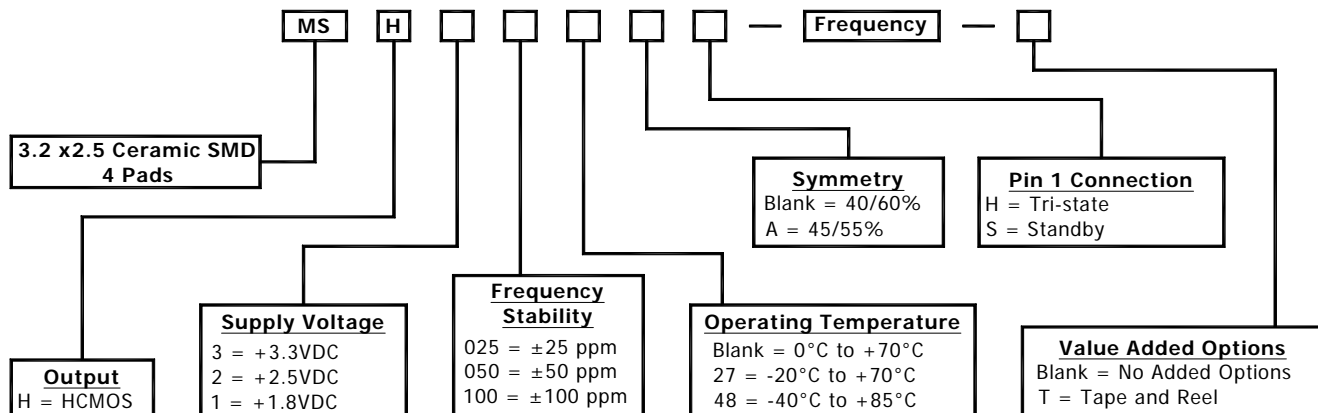 MS H — Frequency —
3.2 x2.5 Ceramic SMD
4 Pads
Symmetry
Blank = 40/60%
A = 45/55%
Pin 1 Connection
H = Tri-state
S = Standby
Output
H = HCMOS
Supply Voltage
3 = +3.3VDC
2 = +2.5VDC
1 = +1.8VDC
Frequency
Stability
025 = ±25 ppm
050 = ±50 ppm
100 = ±100 ppm
Operating Temperature
Blank = 0°C to +70°C
27 = -20°C to +70°C
48 = -40°C to +85°C
Value Added Options
Blank = No Added Options
T = Tape and Reel